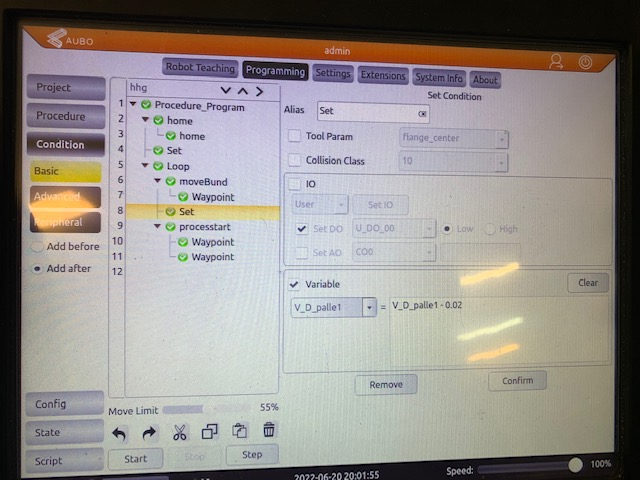 AUBO
admin
Robot Teaching Programming Settings Extensions System Info About
Project
Procedure
Condition
Basic
Advanced
Peripheral
Add before
Add after
Config
State
Script
hhg
1 Procedure_Program
2 home
3 home
4 Set
5 Loop
6 moveBund
7 Waypoint
8 Set
9 processtart
10 Waypoint
11 Waypoint
12
Move Limit 55%
Start Stop Step
Set Condition
Alias Set
Tool Param flange_center
Collision Class 10
IO
User Set IO
Set DO U_DO_00 Low High
Set AO CO0
Variable Clear
V_D_palle1 = V_D_palle1 - 0.02
Remove Confirm
2022-06-20 20:01:55 Speed: 100%